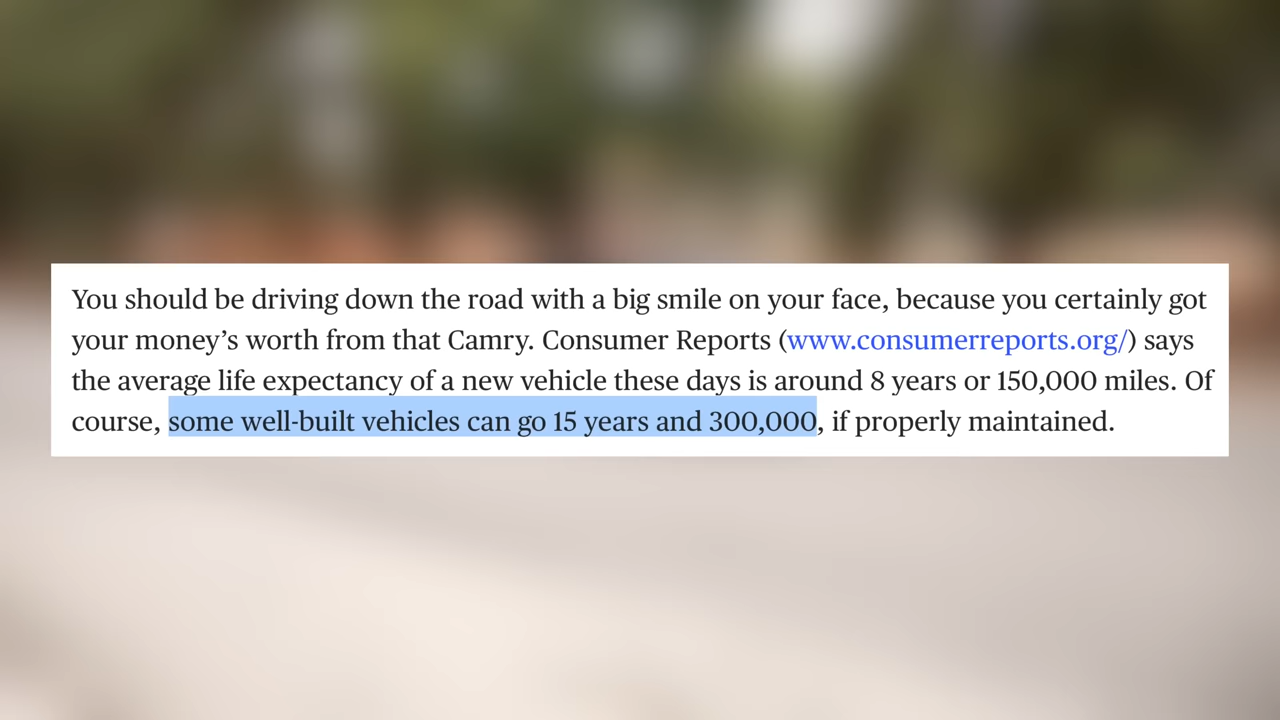 You should be driving down the road with a big smile on your face, because you certainly got
your money’s worth from that Camry. Consumer Reports (www.consumerreports.org/) says
the average life expectancy of a new vehicle these days is around 8 years or 150,000 miles. Of
course, some well-built vehicles can go 15 years and 300,000, if properly maintained.